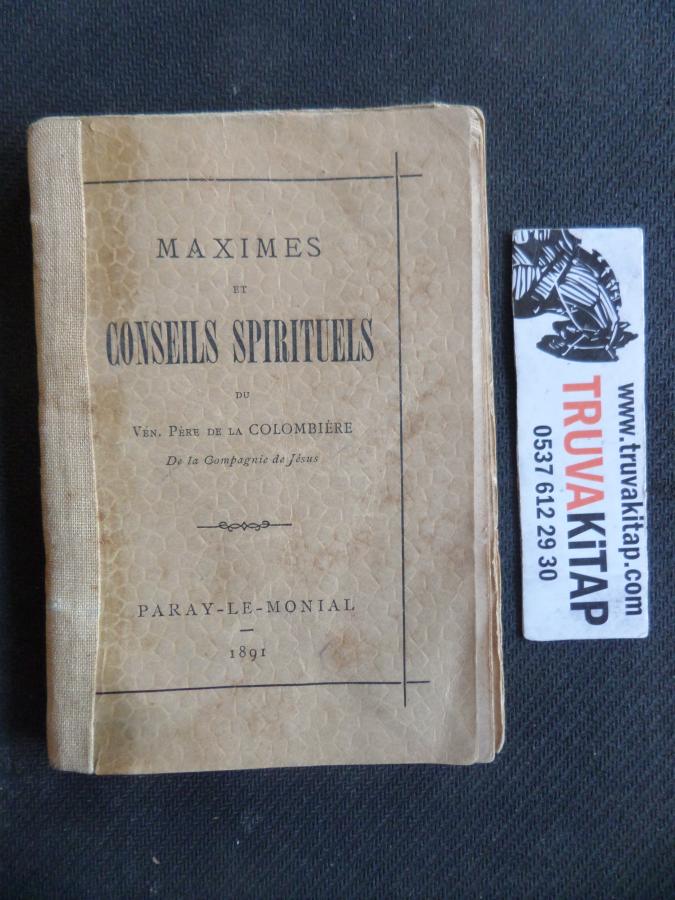 MAXIMES
ET
CONSEILS SPIRITUELS
DU
VÉN. PÈRE DE LA COLOMBIÈRE
De la Compagnie de Jésus
PARAY-LE-MONIAL
1891
www.truvakitap.com
TRUVAKiTAP
0537 612 29 30